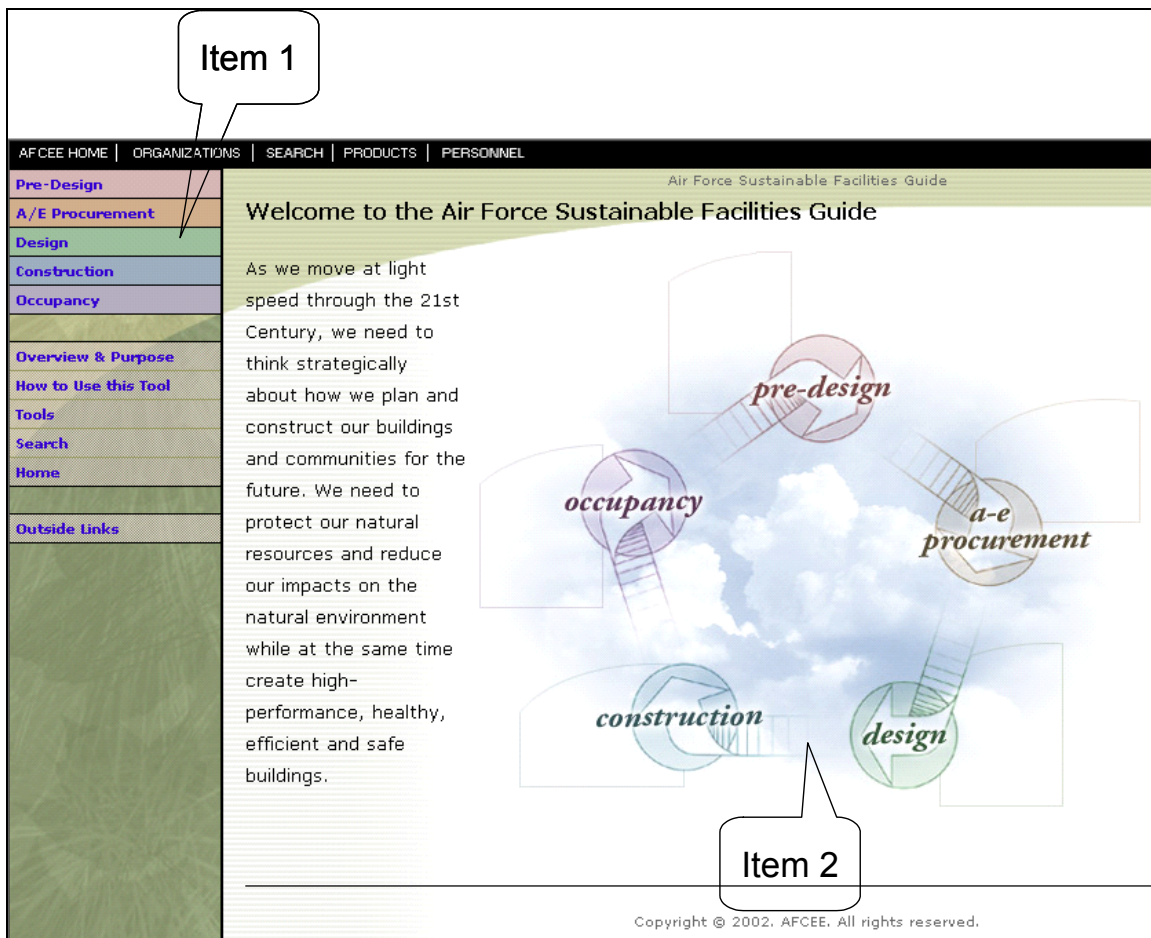 Item 1
AFCEE HOME | ORGANIZATIONS | SEARCH | PRODUCTS | PERSONNEL
Pre-Design
A/E Procurement
Design
Construction
Occupancy
Overview & Purpose
How to Use this Tool
Tools
Search
Home
Outside Links
Air Force Sustainable Facilities Guide
Welcome to the Air Force Sustainable Facilities Guide
As we move at light
speed through the 21st
Century, we need to
think strategically
about how we plan and
construct our buildings
and communities for the
future. We need to
protect our natural
resources and reduce
our impacts on the
natural environment
while at the same time
create high-
performance, healthy,
efficient and safe
buildings.
pre-design
occupancy
a-e
procurement
construction
design
Item 2
Copyright @ 2002. AFCEE. All rights reserved.